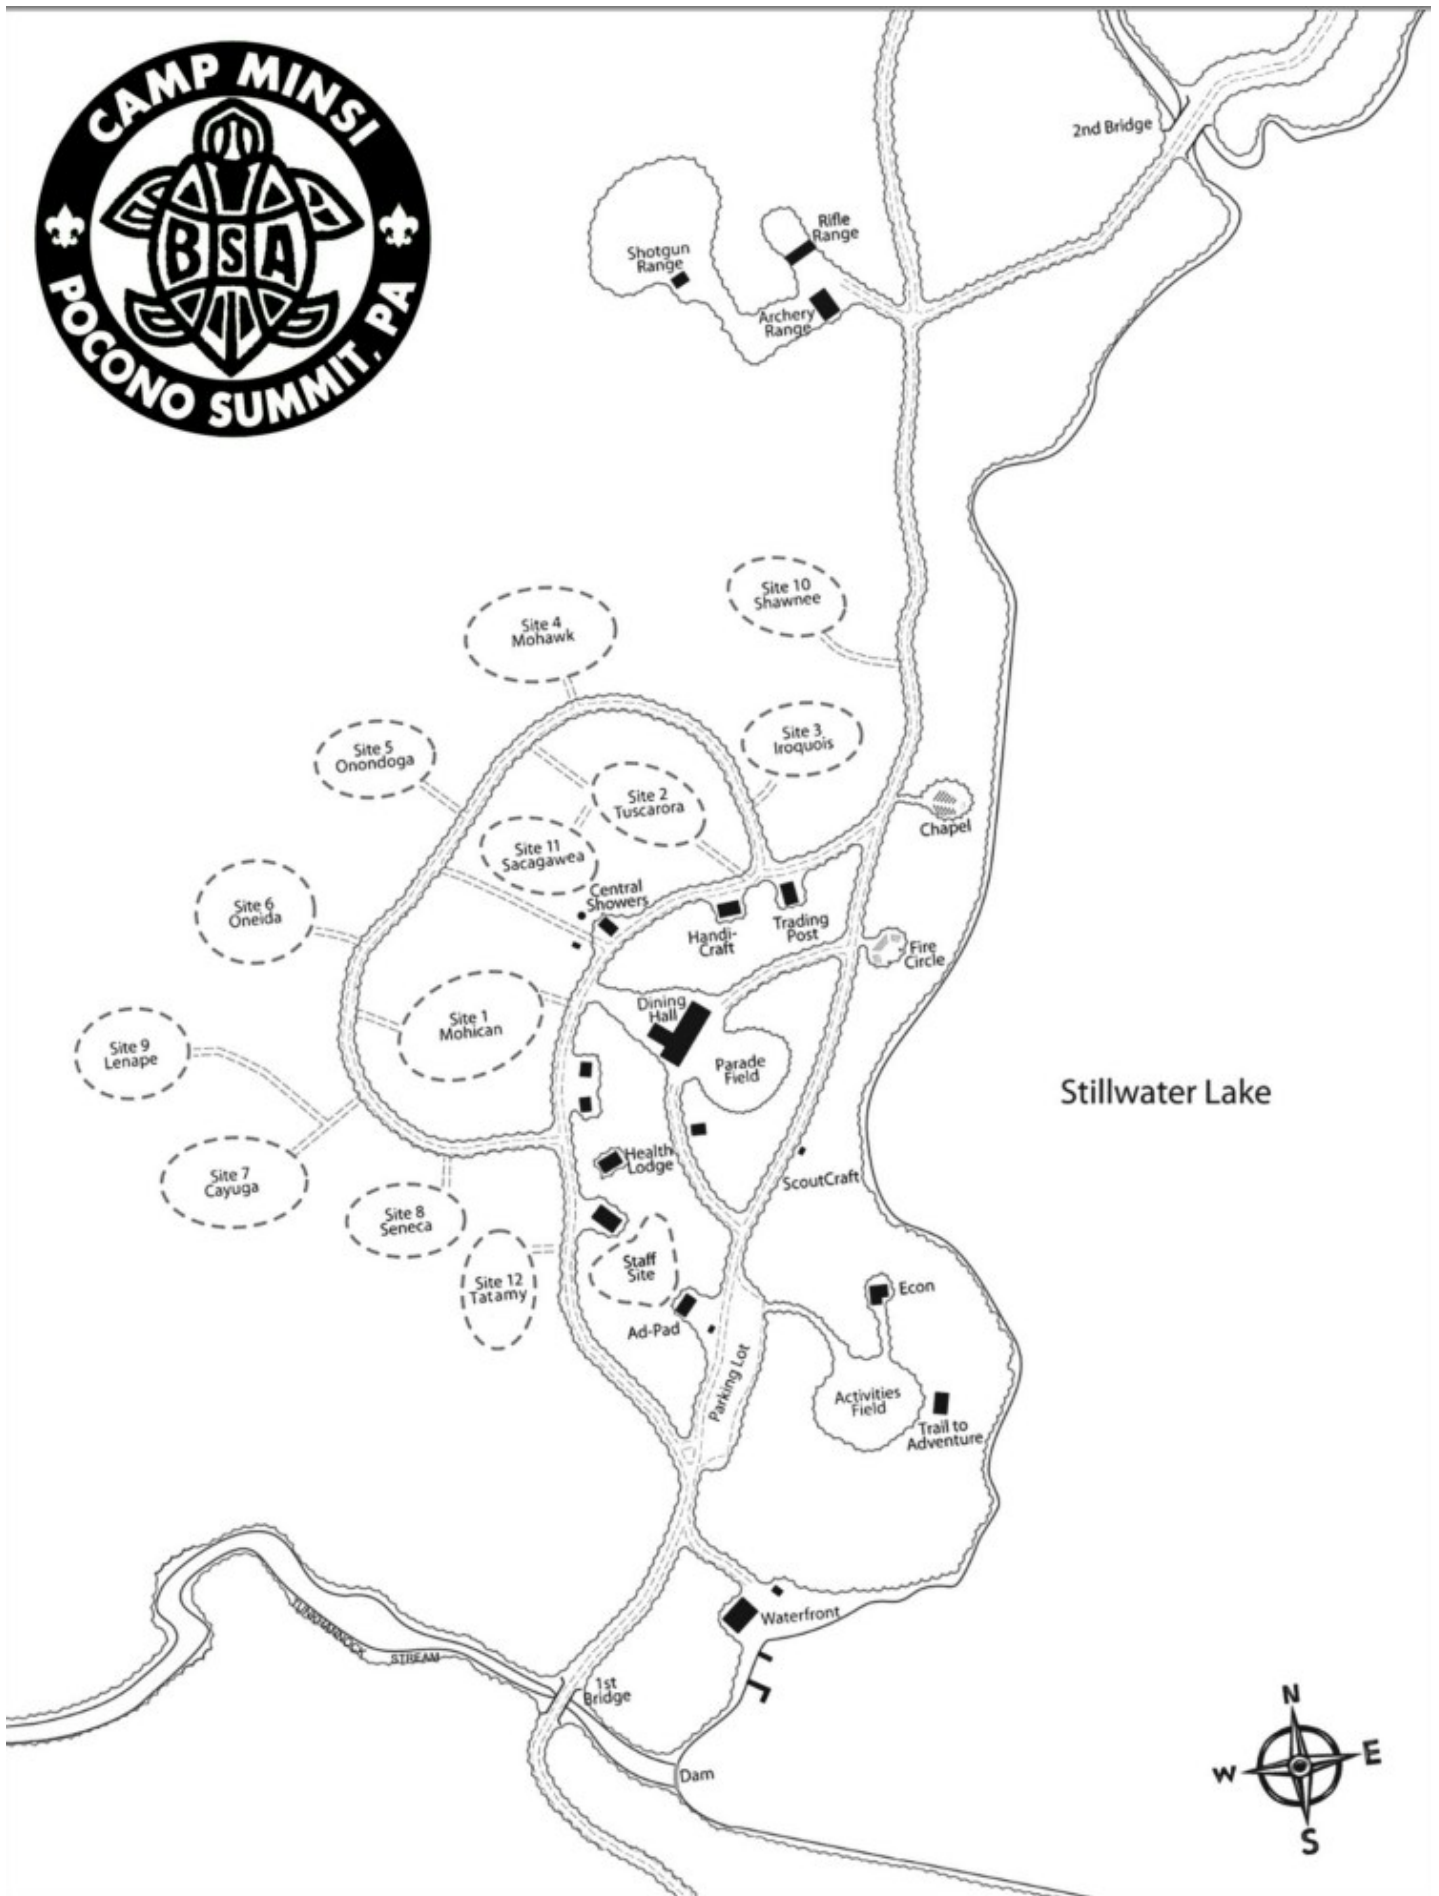 CAMP MINSI
BSA
POCONO SUMMIT, PA
2nd Bridge
Rifle
Range
Shotgun
Range
Archery
Range
Site 10
Shawnee
Site 4
Mohawk
Site 3
Iroquois
Site 5
Onondoga
Site 2
Tuscarora
Chapel
Site 11
Sacagawea
Central
Showers
Site 6
Oneida
Handi-
Craft
Trading
Post
Fire
Circle
Dining
Hall
Site 1
Mohican
Site 9
Lenape
Parade
Field
Stillwater Lake
Health
Lodge
ScoutCraft
Site 7
Cayuga
Site 8
Seneca
Staff
Site
Site 12
Tatamy
Econ
Ad-Pad
Parking Lot
Activities
Field
Trail to
Adventure
Waterfront
TUNKHANNOCK
STREAM
1st
Bridge
Dam
N
W
E
S